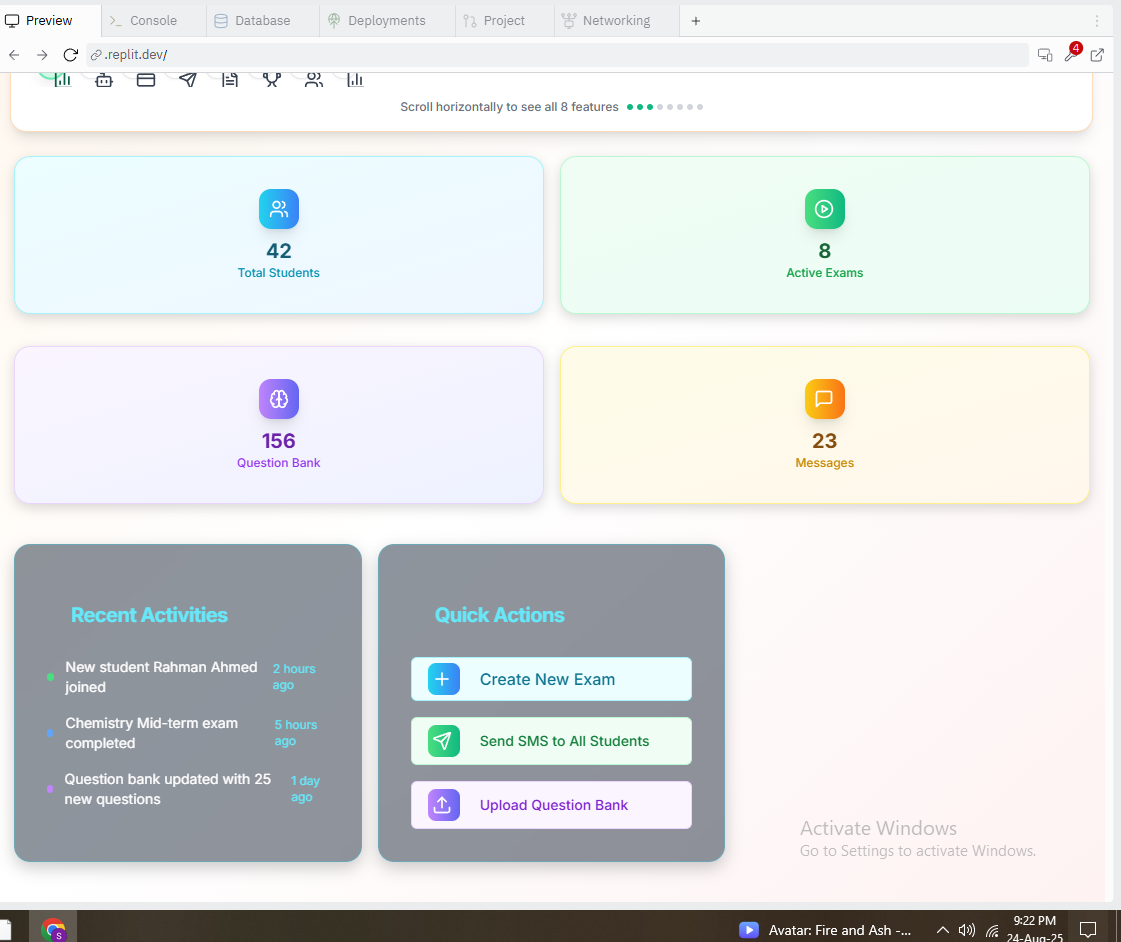 Preview
Console
Database
Deployments
Project
Networking
.replit.dev/
4
Scroll horizontally to see all 8 features
42
Total Students
8
Active Exams
156
Question Bank
23
Messages
Recent Activities
New student Rahman Ahmed
joined
2 hours
ago
Chemistry Mid-term exam
completed
5 hours
ago
Question bank updated with 25
new questions
1 day
ago
Quick Actions
Create New Exam
Send SMS to All Students
Upload Question Bank
Activate Windows
Go to Settings to activate Windows.
S
Avatar: Fire and Ash -...
9:22 PM
24-Aug-25